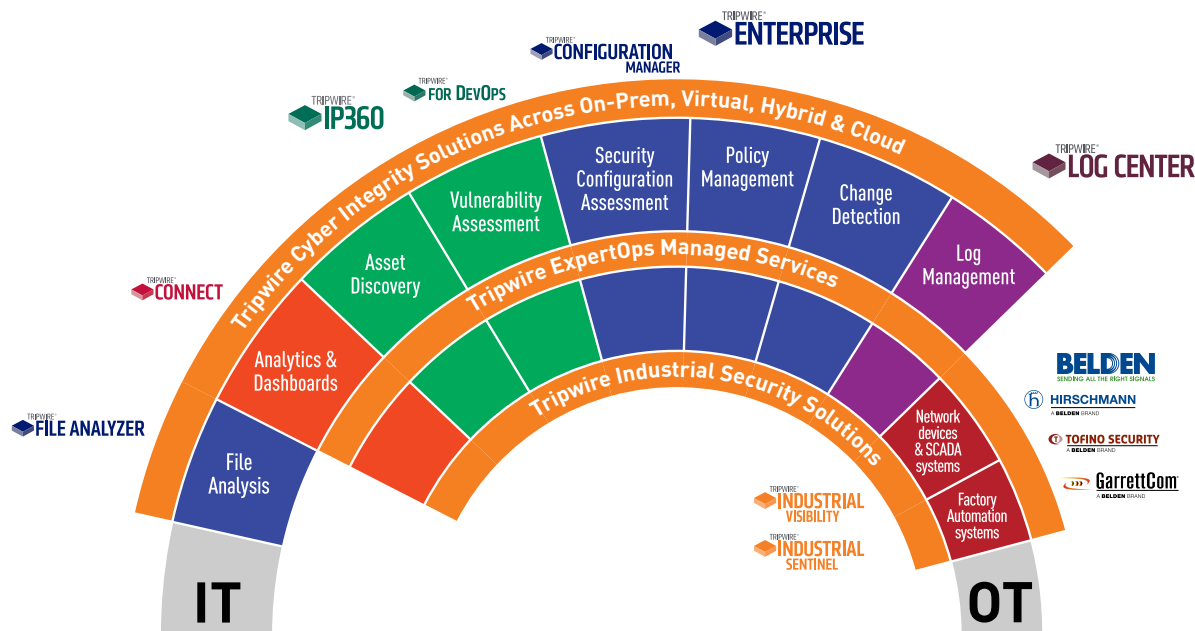 TRIPWIRE®
ENTERPRISE
TRIPWIRE®
CONFIGURATION
MANAGER
TRIPWIRE®
FOR DEVOPS
TRIPWIRE®
IP360
TRIPWIRE®
LOG CENTER
TRIPWIRE®
CONNECT
TRIPWIRE®
FILE ANALYZER
Tripwire Cyber Integrity Solutions Across On-Prem, Virtual, Hybrid & Cloud
File
Analysis
Analytics &
Dashboards
Asset
Discovery
Vulnerability
Assessment
Security
Configuration
Assessment
Policy
Management
Change
Detection
Log
Management
Tripwire ExpertOps Managed Services
Tripwire Industrial Security Solutions
Network
devices
& SCADA
systems
Factory
Automation
systems
BELDEN
SENDING ALL THE RIGHT SIGNALS
HIRSCHMANN
A BELDEN BRAND
TOFINO SECURITY
A BELDEN BRAND
GarrettCom
A BELDEN BRAND
TRIPWIRE®
INDUSTRIAL
VISIBILITY
TRIPWIRE®
INDUSTRIAL
SENTINEL
IT
OT